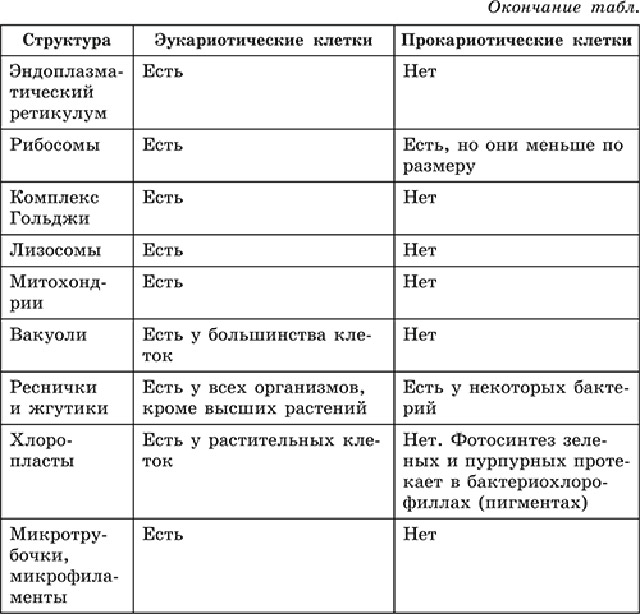 Окончание табл.
Структура Эукариотические клетки Прокариотические клетки
Эндоплазма- Есть Нет
тический
ретикулум
Рибосомы Есть Есть, но они меньше по
размеру
Комплекс Есть Нет
Гольджи
Лизосомы Есть Нет
Митохонд- Есть Нет
рии
Вакуоли Есть у большинства кле- Нет
ток
Реснички Есть у всех организмов, Есть у некоторых бакте-
и жгутики кроме высших растений рий
Хлоро- Есть у растительных кле- Нет. Фотосинтез зеле-
пласты ток ных и пурпурных проте-
кает в бактериохлоро-
филлах (пигментах)
Микротру- Есть Нет
бочки,
микрофила-
менты